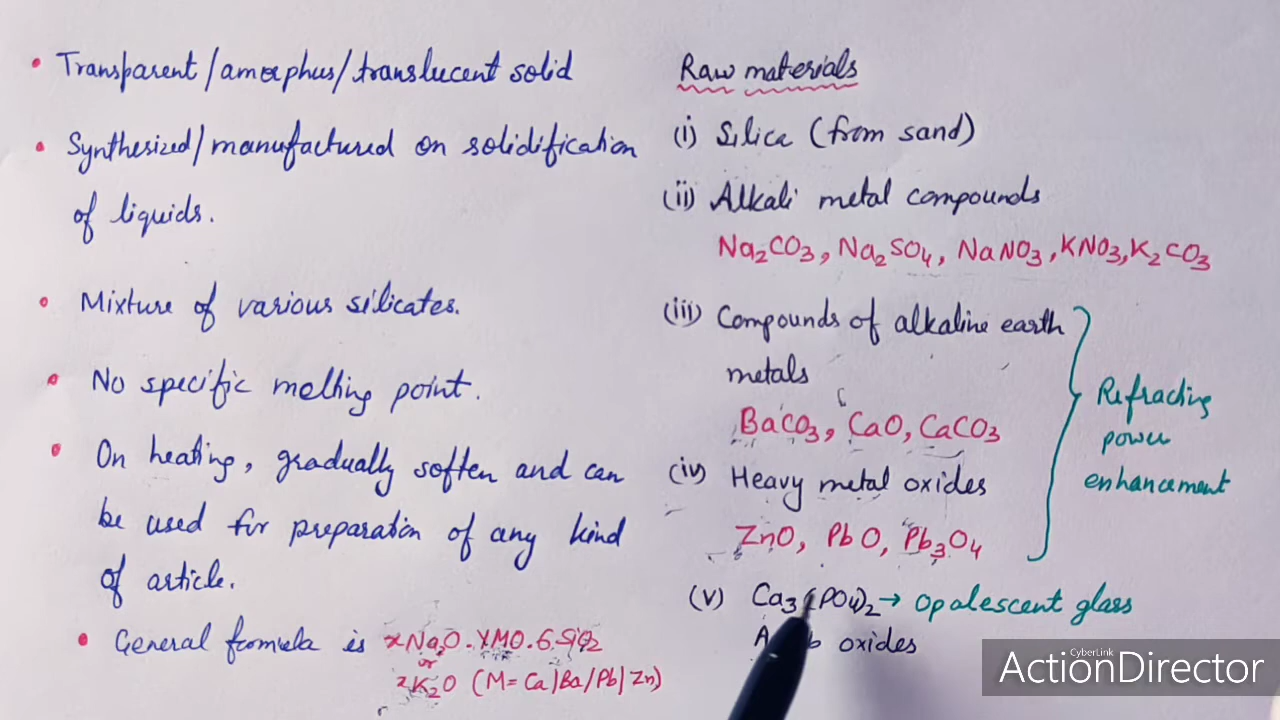 • Transparent/amorphus/translucent solid
• Synthesized/manufactured on solidification
of liquids.
• Mixture of various silicates.
• No specific melting point.
• On heating, gradually soften and can
be used for preparation of any kind
of article.
• General formula is xNa2O.YMO.6SiO2
or
xK2O (M= Ca/Ba/Pb/Zn)
Raw materials
(i) Silica (from sand)
(ii) Alkali metal compounds
Na2CO3, Na2SO4, NaNO3, KNO3, K2CO3
(iii) Compounds of alkaline earth
metals
BaCO3, CaO, CaCO3
(iv) Heavy metal oxides
ZnO, PbO, Pb3O4
Refracting
power
enhancement
(v) Ca3(PO4)2 → Opalescent glass
oxides
CyberLink
ActionDirector